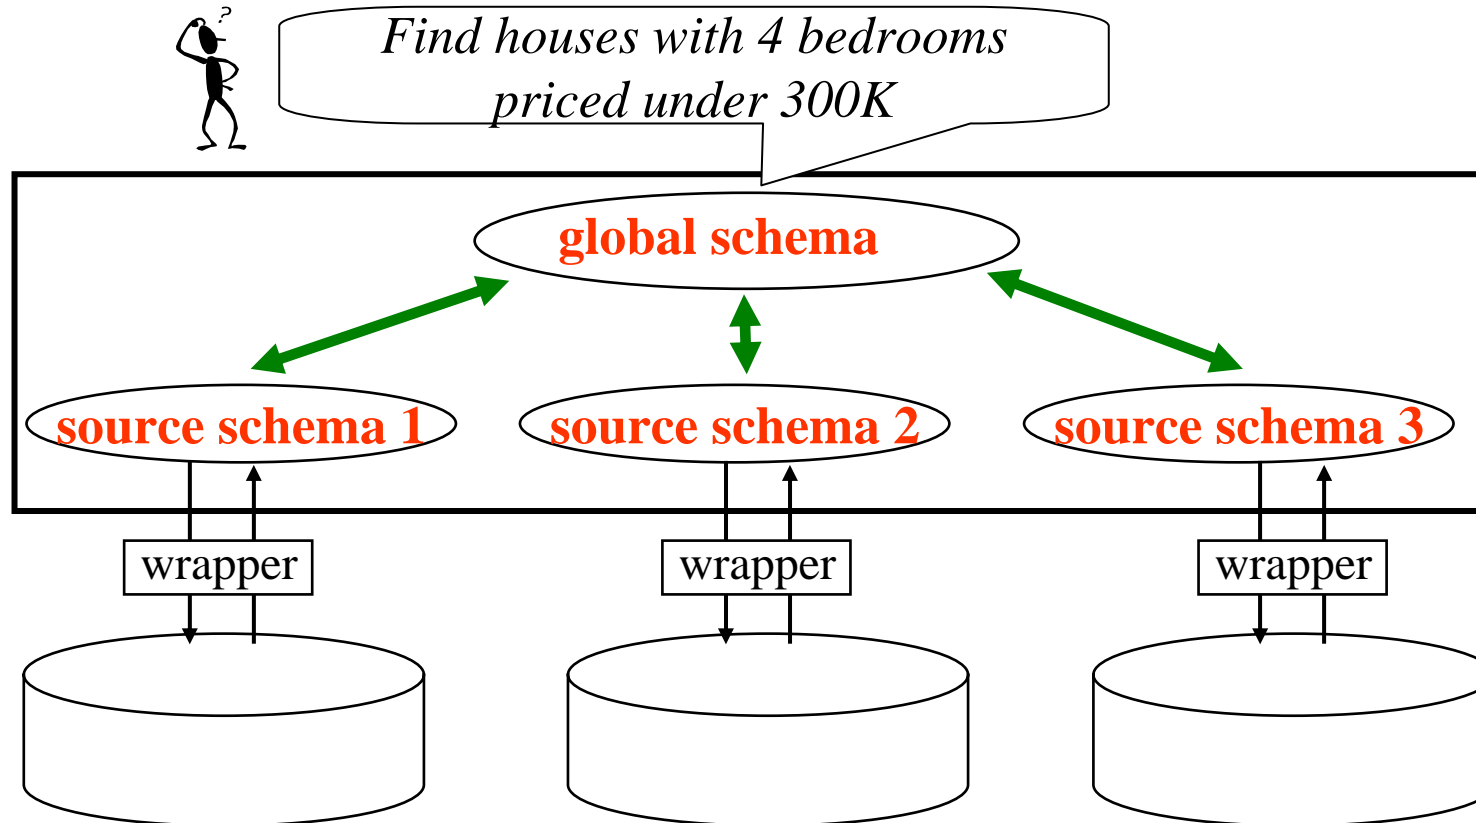 ?
Find houses with 4 bedrooms
priced under 300K
global schema
source schema 1
source schema 2
source schema 3
wrapper
wrapper
wrapper